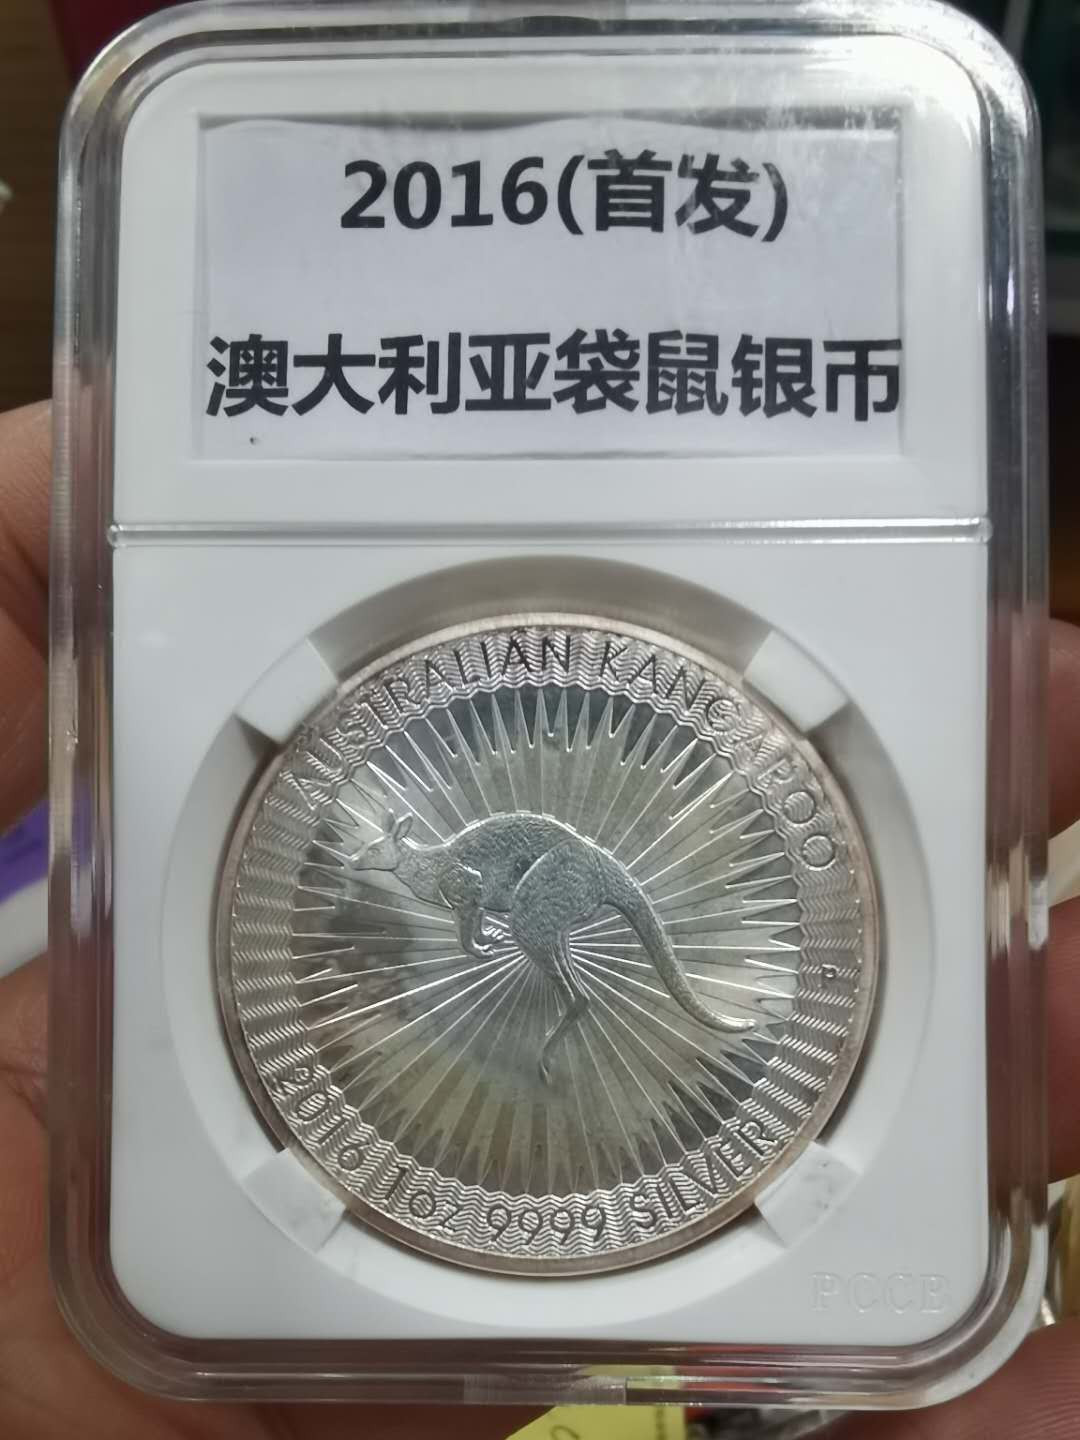 2016(首发)
澳大利亚袋鼠银币
AUSTRALIAN KANGAROO
P
2016 1oz 9999 SILVER
PCCB